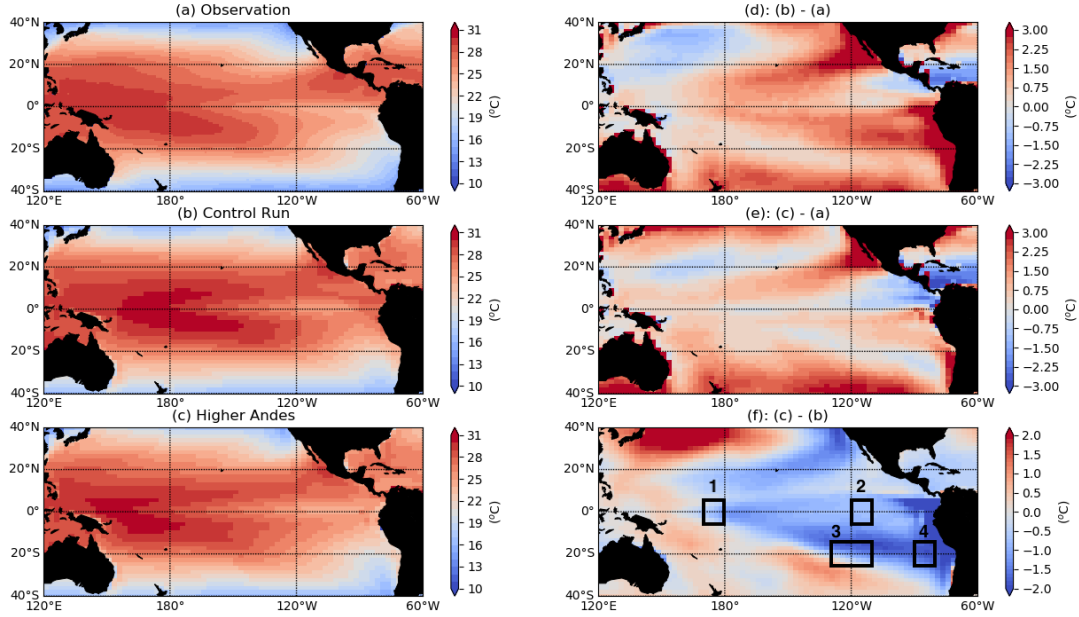 (a) Observation
40°N
20°N
0°
20°S
40°S
120°E
180°
120°W
60°W
31
28
25
22
19
16
13
10
(°C)
(d): (b) - (a)
40°N
20°N
0°
20°S
40°S
120°E
180°
120°W
60°W
3.00
2.25
1.50
0.75
0.00
−0.75
−1.50
−2.25
−3.00
(°C)
(b) Control Run
40°N
20°N
0°
20°S
40°S
120°E
180°
120°W
60°W
31
28
25
22
19
16
13
10
(°C)
(e): (c) - (a)
40°N
20°N
0°
20°S
40°S
120°E
180°
120°W
60°W
3.00
2.25
1.50
0.75
0.00
−0.75
−1.50
−2.25
−3.00
(°C)
(c) Higher Andes
40°N
20°N
0°
20°S
40°S
120°E
180°
120°W
60°W
31
28
25
22
19
16
13
10
(°C)
(f): (c) - (b)
40°N
20°N
0°
20°S
40°S
120°E
180°
120°W
60°W
1
2
3
4
2.0
1.5
1.0
0.5
0.0
−0.5
−1.0
−1.5
−2.0
(°C)